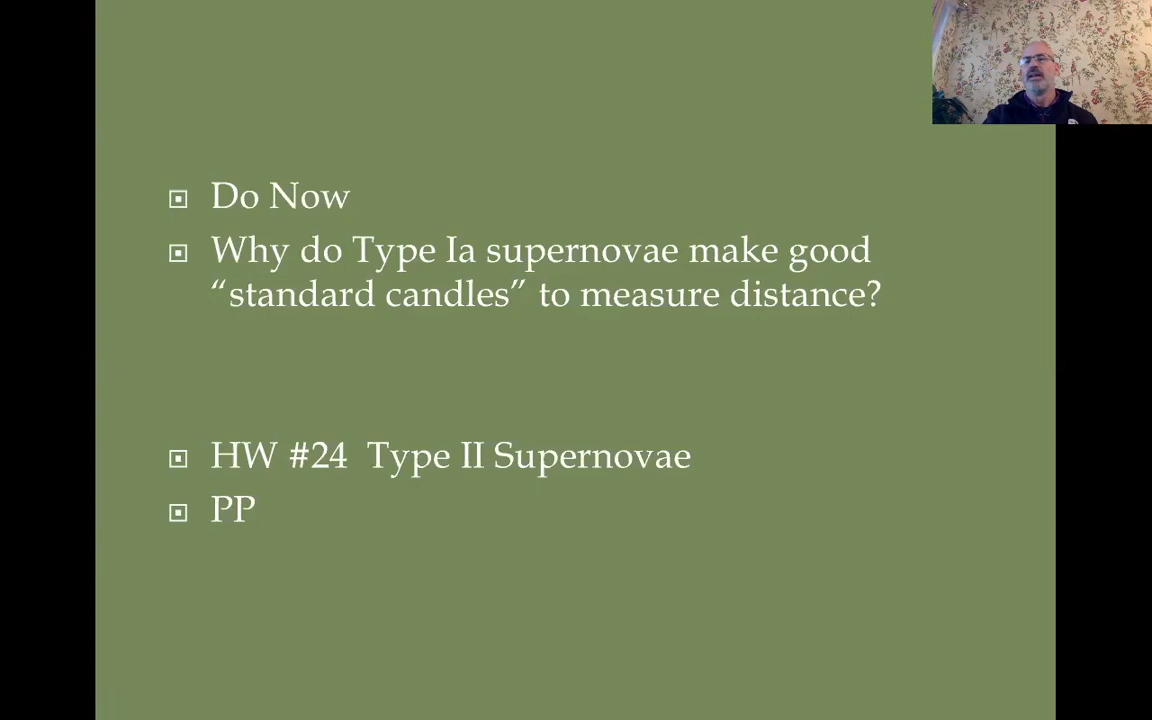 Do Now
Why do Type Ia supernovae make good
“standard candles” to measure distance?
HW #24  Type II Supernovae
PP